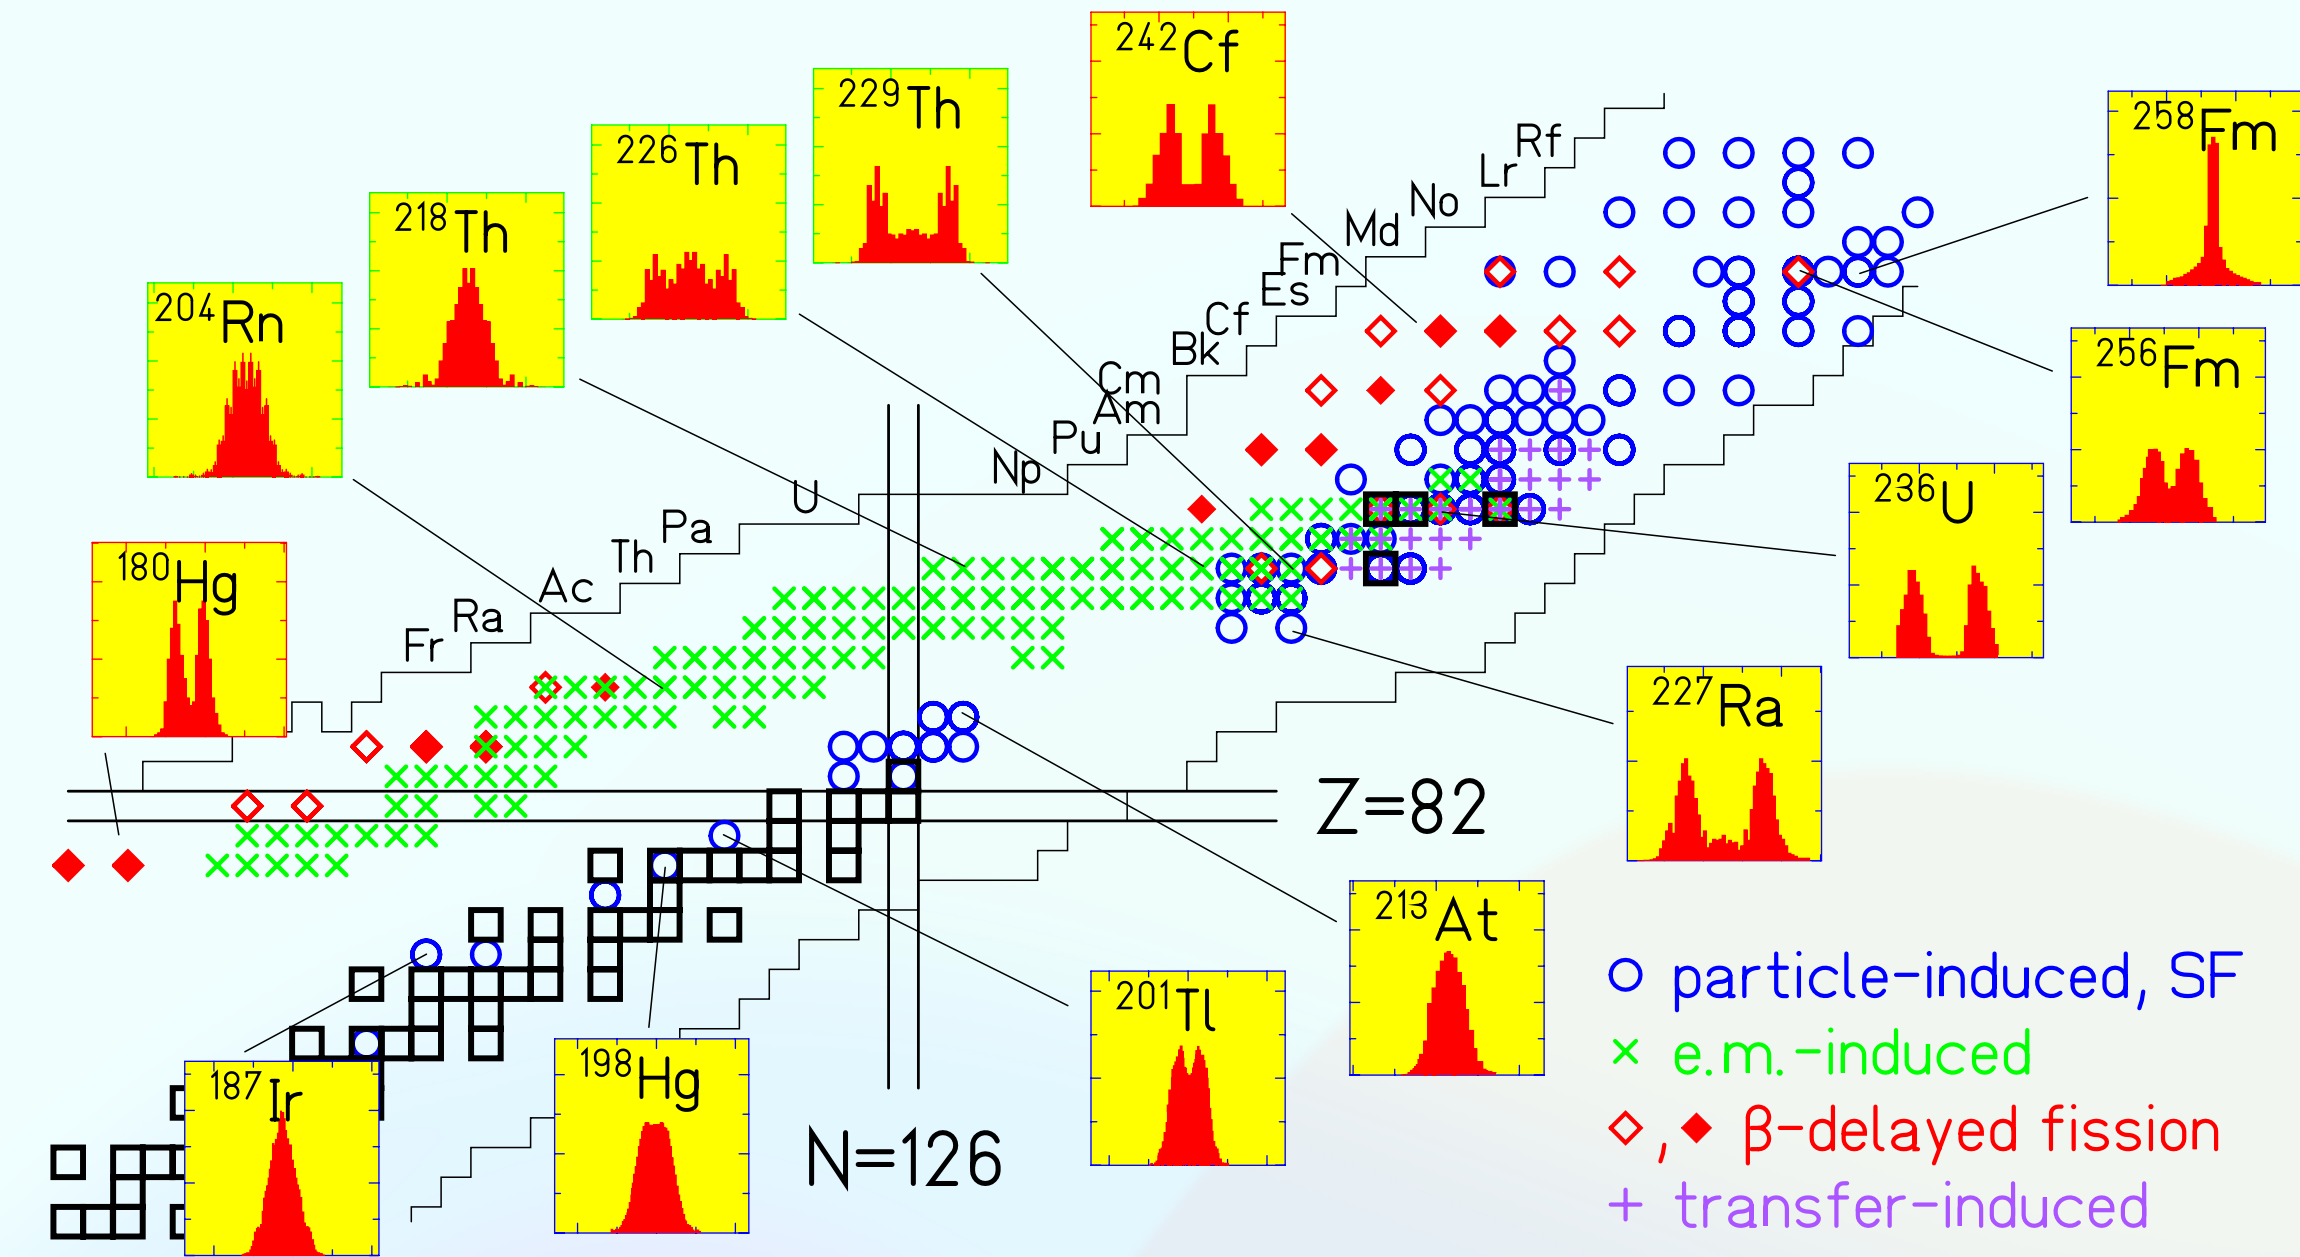 242Cf
258Fm
229Th
226Th
218Th
204Rn
180Hg
256Fm
236U
227Ra
213At
201Tl
198Hg
187Ir
Rf
Lr
No
Md
Fm
Es
Cf
Bk
Cm
Am
Pu
Np
U
Pa
Th
Ac
Ra
Fr
Z=82
N=126
particle-induced, SF
e.m.-induced
, β-delayed fission
transfer-induced